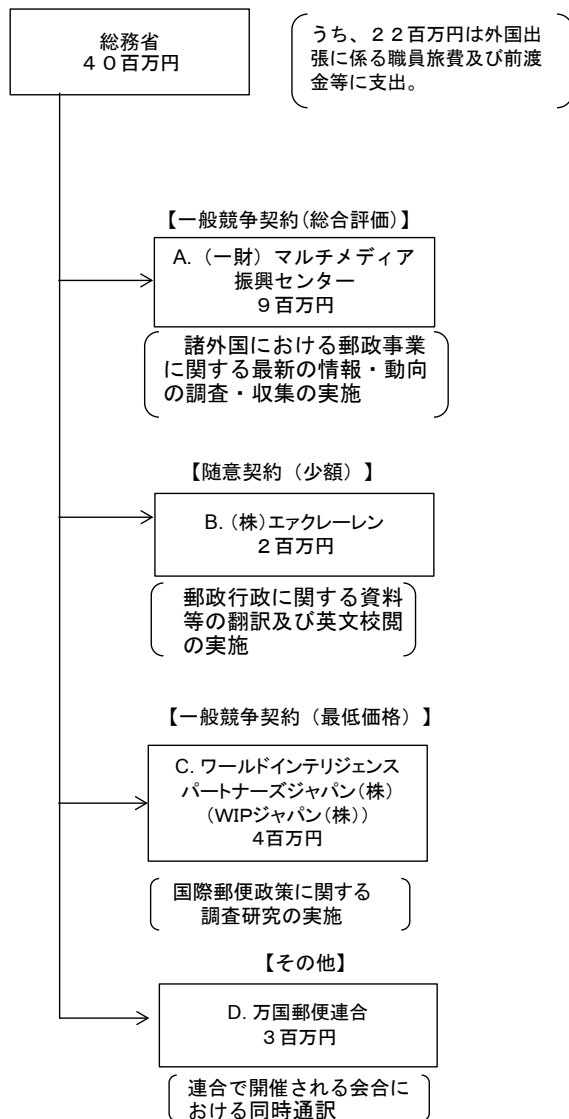 総務省
４０百万円
うち、２２百万円は外国出
張に係る職員旅費及び前渡
金等に支出。
【一般競争契約（総合評価）】
A.（一財）マルチメディア
振興センター
９百万円
諸外国における郵政事業
に関する最新の情報・動向
の調査・収集の実施
【随意契約（少額）】
B.（株）エァクレーレン
２百万円
郵政行政に関する資料
等の翻訳及び英文校閲
の実施
【一般競争契約（最低価格）】
C. ワールドインテリジェンス
パートナーズジャパン（株）
（WIPジャパン（株））
4百万円
国際郵便政策に関する
調査研究の実施
【その他】
D. 万国郵便連合
３百万円
連合で開催される会合に
おける同時通訳